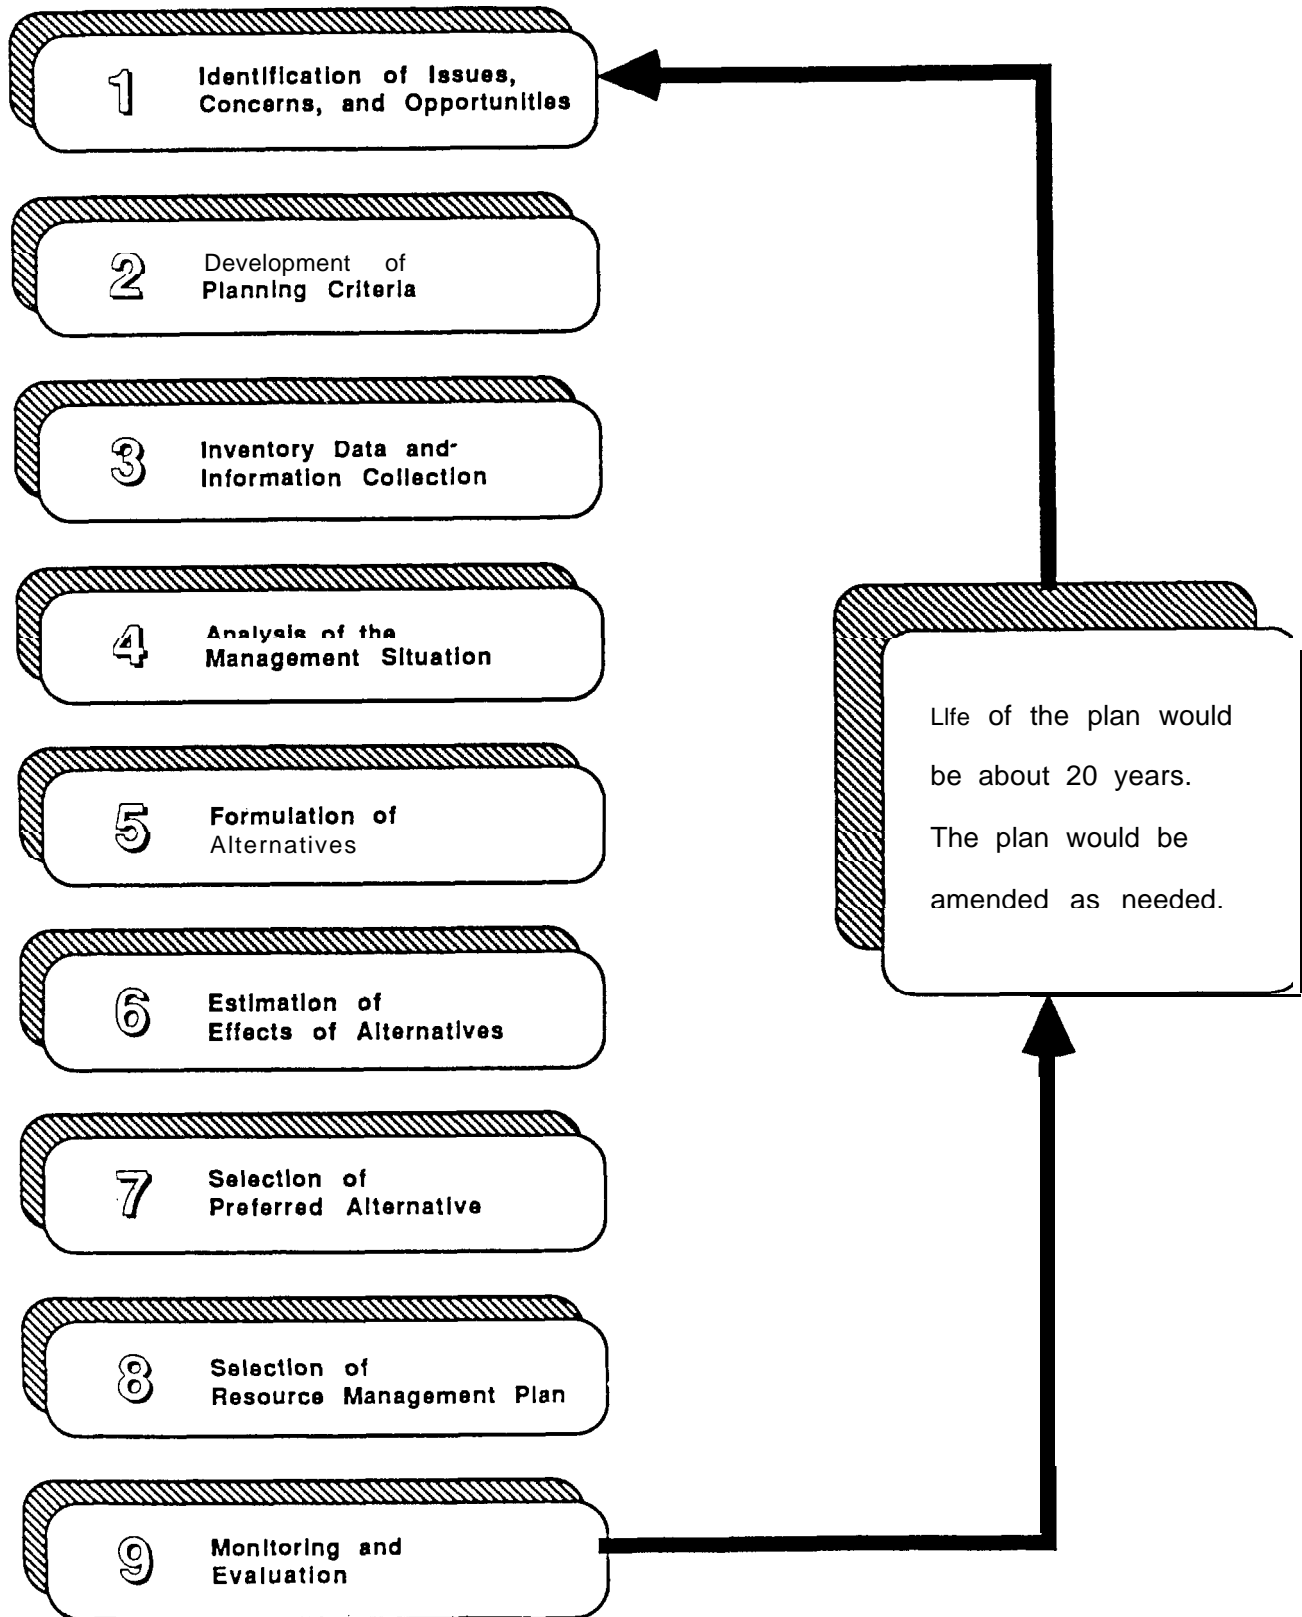 1
Identification of Issues,
Concerns, and Opportunities
2
Development of
Planning Criteria
3
Inventory Data and-
Information Collection
4
Analysis of the
Management Situation
5
Formulation of
Alternatives
6
Estimation of
Effects of Alternatives
7
Selection of
Preferred Alternative
8
Selection of
Resource Management Plan
9
Monitoring and
Evaluation
Life of the plan would
be about 20 years.
The plan would be
amended as needed.